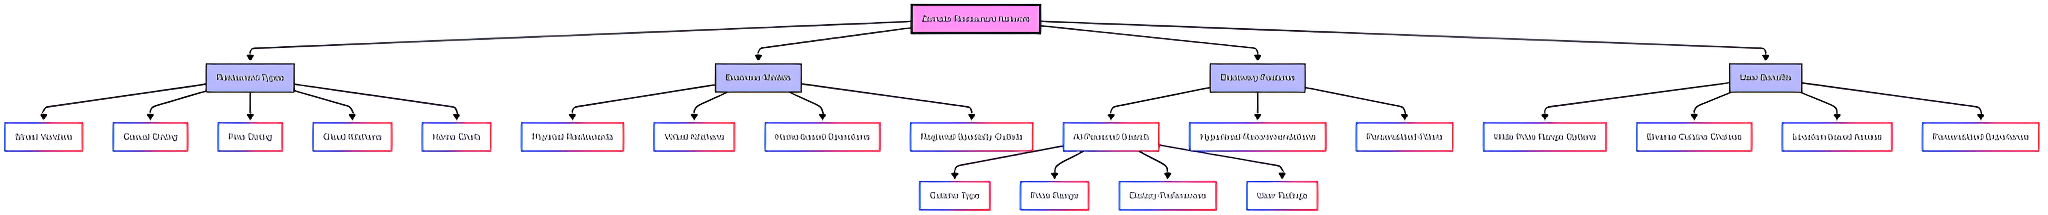 Zomato Restaurant Network
Restaurant Types
Business Models
Discovery Features
User Benefits
Street Vendors
Casual Dining
Fine Dining
Cloud Kitchens
Home Chefs
Physical Restaurants
Virtual Kitchens
Home-based Operations
Regional Specialty Outlets
AI-Powered Search
Hyperlocal Recommendations
Personalized Filters
Wide Price Range Options
Diverse Cuisine Choices
Location-based Access
Personalized Experience
Cuisine Type
Price Range
Dietary Preferences
User Ratings